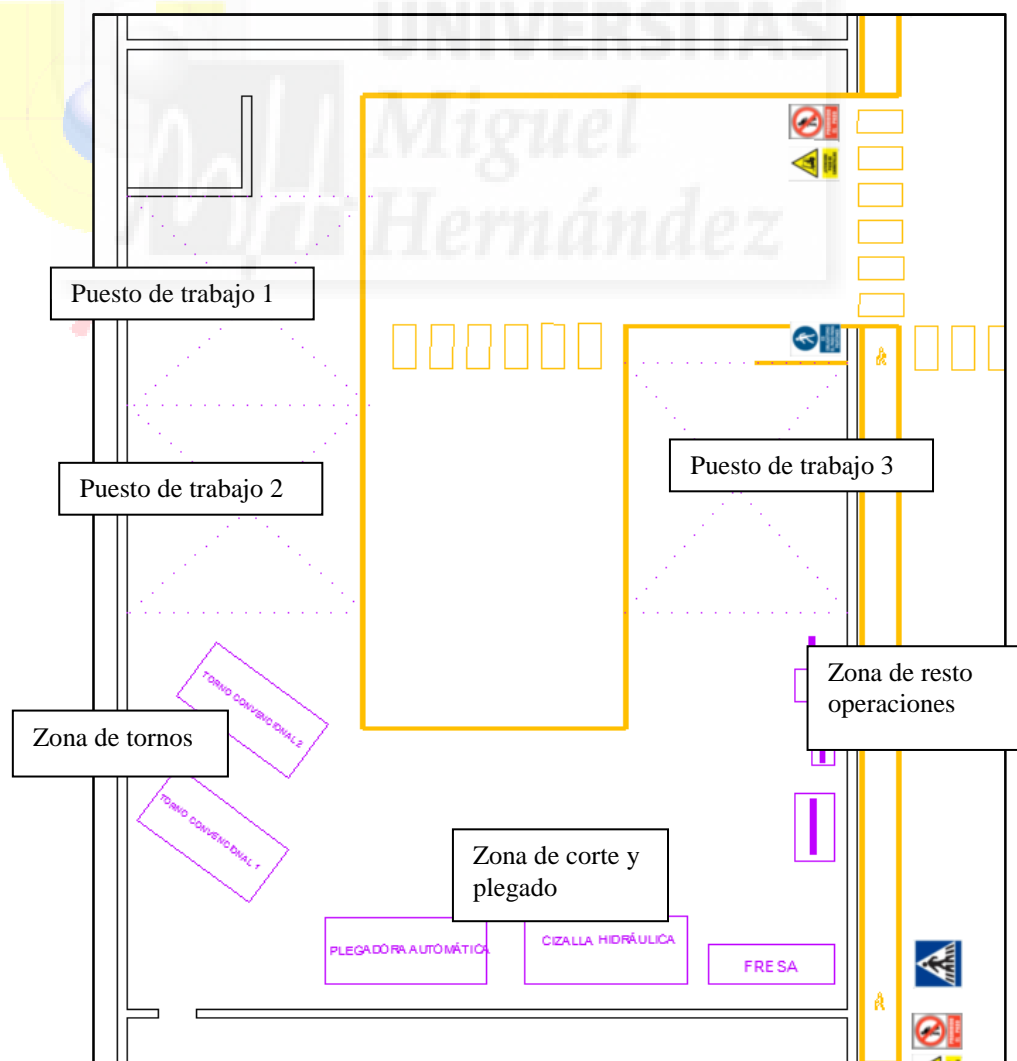 UNIVERSITAS
Miguel
Hernández
Puesto de trabajo 1
Puesto de trabajo 2
Puesto de trabajo 3
TORNO CONVENCIONAL 2
Zona de resto
operaciones
Zona de tornos
TORNO CONVENCIONAL 1
Zona de corte y
plegado
PLEGADORA AUTOMÁTICA
CIZALLA HIDRÁULICA
FRESA